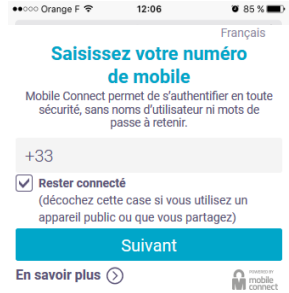 Orange F 12:06 85 %
Français
Saisissez votre numéro
de mobile
Mobile Connect permet de s'authentifier en toute
sécurité, sans noms d'utilisateur ni mots de
passe à retenir.
+33
Rester connecté
(décochez cette case si vous utilisez un
appareil public ou que vous partagez)
Suivant
En savoir plus
POWERED BY
mobile
connect